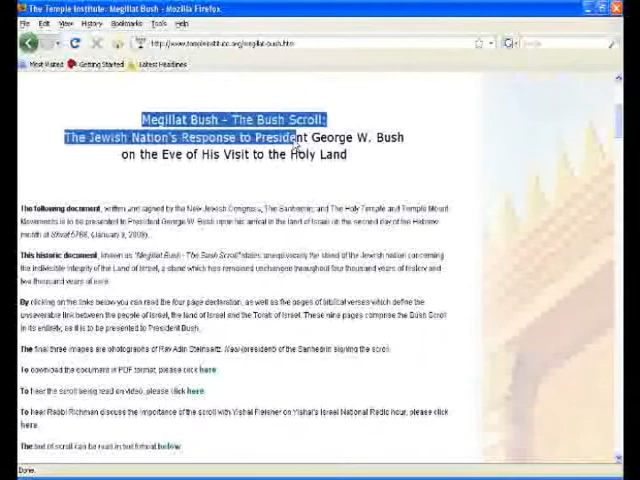 The Temple Institute: Megillat Bush - Mozilla Firefox
File Edit View History Bookmarks Tools Help
http://www.templeinstitute.org/megillat-bush.htm
Most Visited Getting Started Latest Headlines
Megillat Bush - The Bush Scroll:
The Jewish Nation's Response to President George W. Bush
on the Eve of His Visit to the Holy Land
The following document, written and signed by the New Jewish Congress, The Sanhedrin, and The Holy Temple and Temple Mount
Movements is to be presented to President George W. Bush upon his arrival in the land of Israel on the second day of the Hebrew
month of Shvat 5768, (January 9, 2008).
This historic document, known as "Megillat Bush - The Bush Scroll" states unequivocally the stand of the Jewish nation concerning
the indivisible integrity of the Land of Israel, a stand which has remained unchanged throughout four thousand years of history and
two thousand years of exile.
By clicking on the links below you can read the four page declaration, as well as five pages of biblical verses which define the
unseverable link between the people of Israel, the land of Israel and the Torah of Israel. These nine pages comprise the Bush Scroll
in its entirety, as it is to be presented to President Bush.
The final three images are photographs of Rav Adin Steinsaltz, Nasi (president) of the Sanhedrin signing the scroll.
To download the document in PDF format, please click here
To hear the scroll being read on video, please click here
To hear Rabbi Richman discuss the importance of the scroll with Yishai Fleisher on Yishai's Israel National Radio hour, please click
here.
The text of scroll can be read in text format below
Done